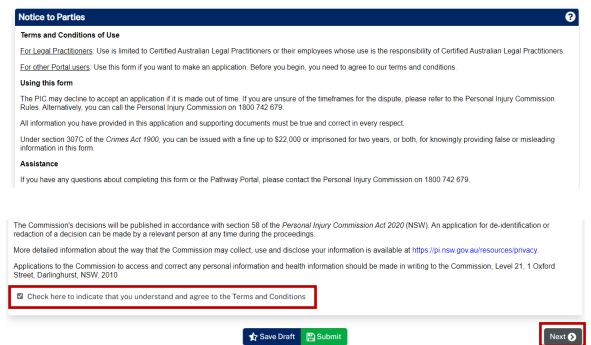 Notice to Parties
Terms and Conditions of Use
For Legal Practitioners: Use is limited to Certified Australian Legal Practitioners or their employees whose use is the responsibility of Certified Australian Legal Practitioners.
For other Portal users: Use this form if you want to make an application. Before you begin, you need to agree to our terms and conditions.
Using this form
The PIC may decline to accept an application if it is made out of time. If you are unsure of the timeframes for the dispute, please refer to the Personal Injury Commission
Rules. Alternatively, you can call the Personal Injury Commission on 1800 742 679.
All information you have provided in this application and supporting documents must be true and correct in every respect.
Under section 307C of the Crimes Act 1900, you can be issued with a fine up to $22,000 or imprisoned for two years, or both, for knowingly providing false or misleading
information in this form.
Assistance
If you have any questions about completing this form or the Pathway Portal, please contact the Personal Injury Commission on 1800 742 679.
The Commission's decisions will be published in accordance with section 58 of the Personal Injury Commission Act 2020 (NSW). An application for de-identification or
redaction of a decision can be made by a relevant person at any time during the proceedings.
More detailed information about the way that the Commission may collect, use and disclose your information is available at https://pi.nsw.gov.au/resources/privacy.
Applications to the Commission to access and correct any personal information and health information should be made in writing to the Commission, Level 21, 1 Oxford
Street, Darlinghurst, NSW, 2010
Check here to indicate that you understand and agree to the Terms and Conditions
Save Draft Submit Next